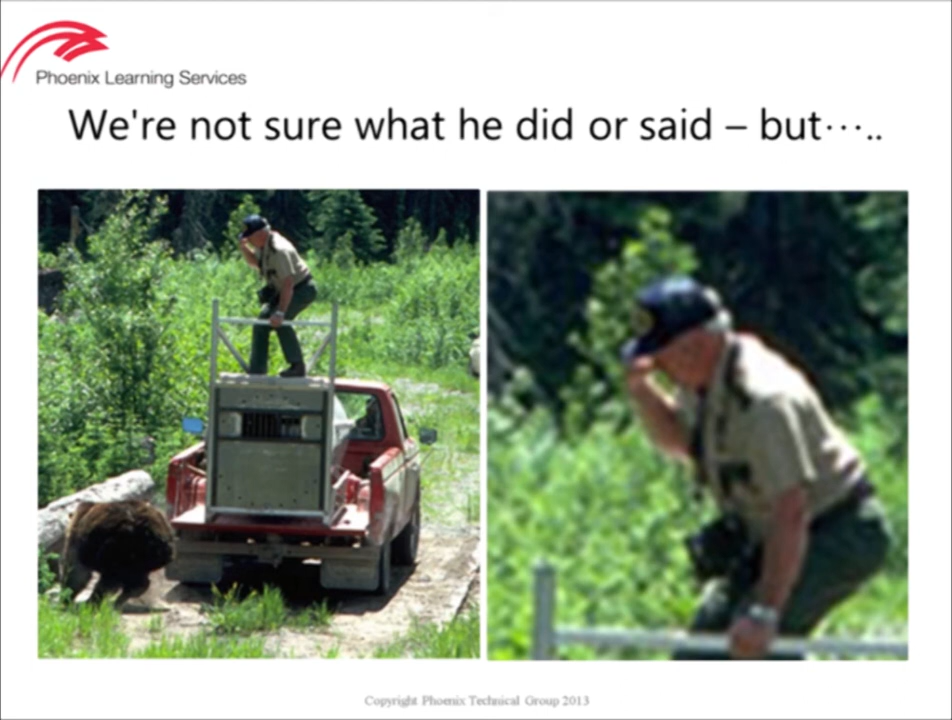 Phoenix Learning Services
We're not sure what he did or said – but…..
Copyright Phoenix Technical Group 2013